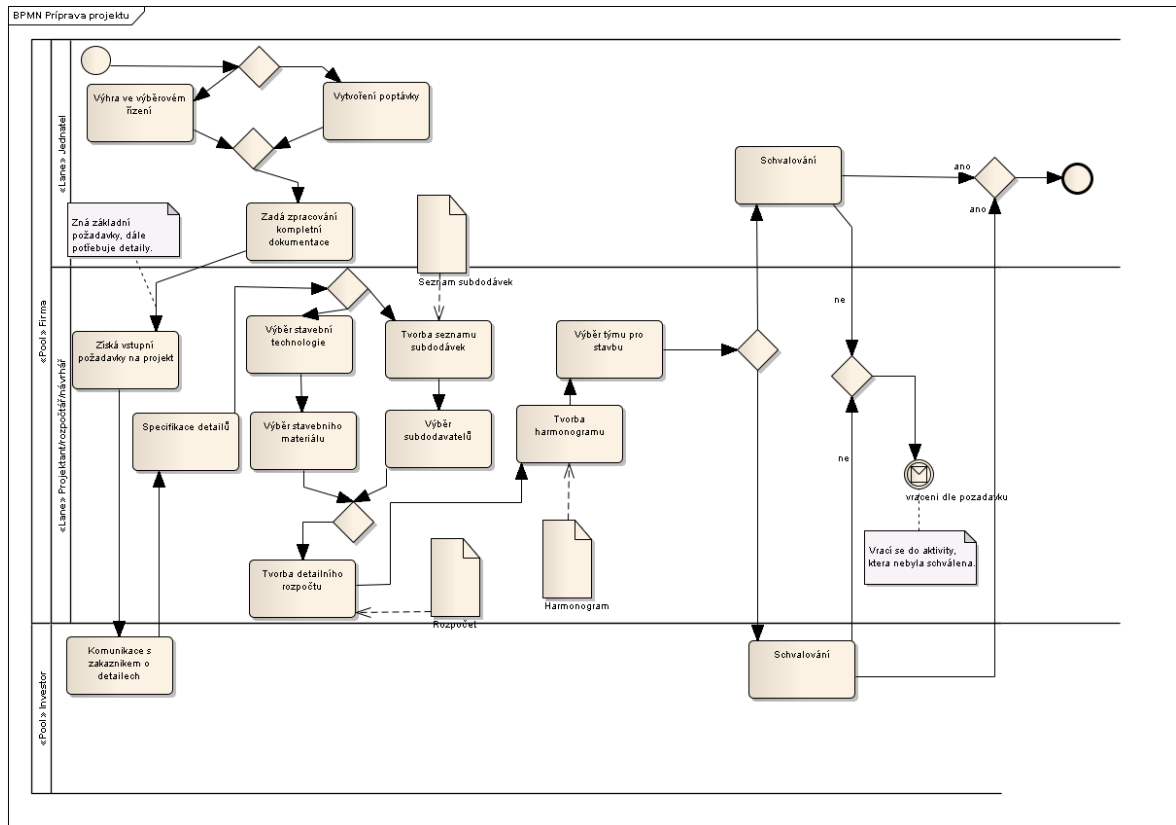 BPMN Príprava projektu
«Lane» Jednatel
Výhra ve výběrovém
řízení
Vytvoření poptávky
Schvalování
ano
ano
Zná základní
požadavky, dále
potřebuje detaily.
Zadá zpracování
kompletní
dokumentace
Seznam subdodávek
«Pool» Firma
«Lane» Projektant/rozpočtář/návrhář
Získá vstupní
požadavky na projekt
Výběr stavební
technologie
Tvorba seznamu
subdodávek
Výběr týmu pro
stavbu
ne
Specifikace detailů
Výběr stavebního
materiálu
Výběr
subdodavatelů
Tvorba
harmonogramu
ne
vraceni dle pozadavku
Vrací se do aktivity,
ktera nebyla schválena.
Tvorba detailního
rozpočtu
Rozpočet
Harmonogram
«Pool» Investor
Komunikace s
zakaznikem o
detailech
Schvalování